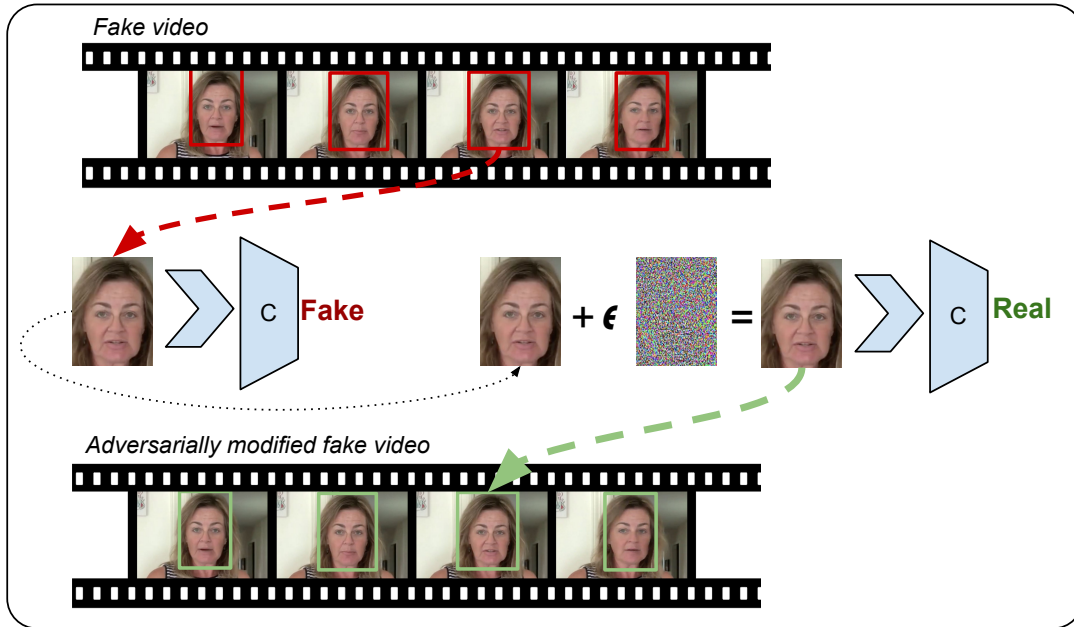 Fake video
C
Fake
+ ϵ
=
C
Real
Adversarially modified fake video